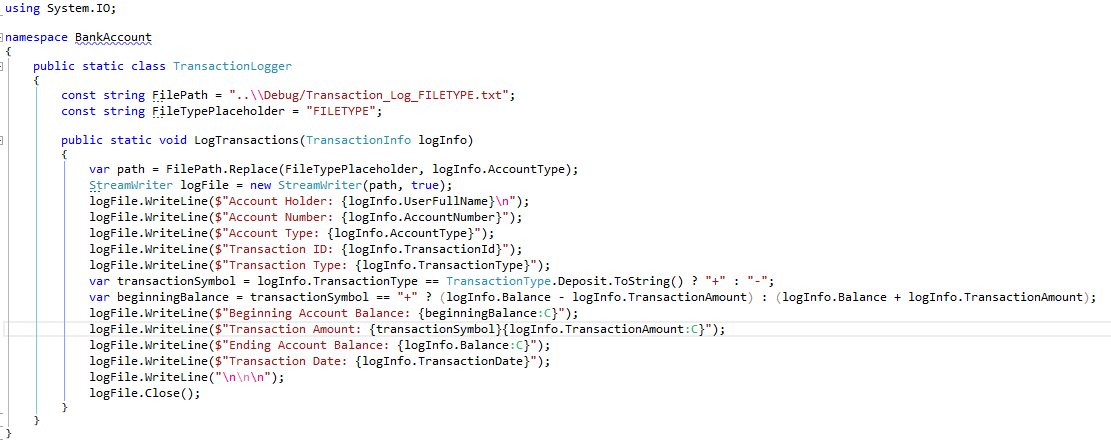 using System.IO;
namespace BankAccount
{
public static class TransactionLogger
{
const string FilePath = "..\\Debug/Transaction_Log_FILETYPE.txt";
const string FileTypePlaceholder = "FILETYPE";
public static void LogTransactions(TransactionInfo logInfo)
{
var path = FilePath.Replace(FileTypePlaceholder, logInfo.AccountType);
StreamWriter logFile = new StreamWriter(path, true);
logFile.WriteLine($"Account Holder: {logInfo.UserFullName}\n");
logFile.WriteLine($"Account Number: {logInfo.AccountNumber}");
logFile.WriteLine($"Account Type: {logInfo.AccountType}");
logFile.WriteLine($"Transaction ID: {logInfo.TransactionId}");
logFile.WriteLine($"Transaction Type: {logInfo.TransactionType}");
var transactionSymbol = logInfo.TransactionType == TransactionType.Deposit.ToString() ? "+" : "-";
var beginningBalance = transactionSymbol == "+" ? (logInfo.Balance - logInfo.TransactionAmount) : (logInfo.Balance + logInfo.TransactionAmount);
logFile.WriteLine($"Beginning Account Balance: {beginningBalance:C}");
logFile.WriteLine($"Transaction Amount: {transactionSymbol}{logInfo.TransactionAmount:C}");
logFile.WriteLine($"Ending Account Balance: {logInfo.Balance:C}");
logFile.WriteLine($"Transaction Date: {logInfo.TransactionDate}");
logFile.WriteLine("\n\n\n");
logFile.Close();
}
}
}